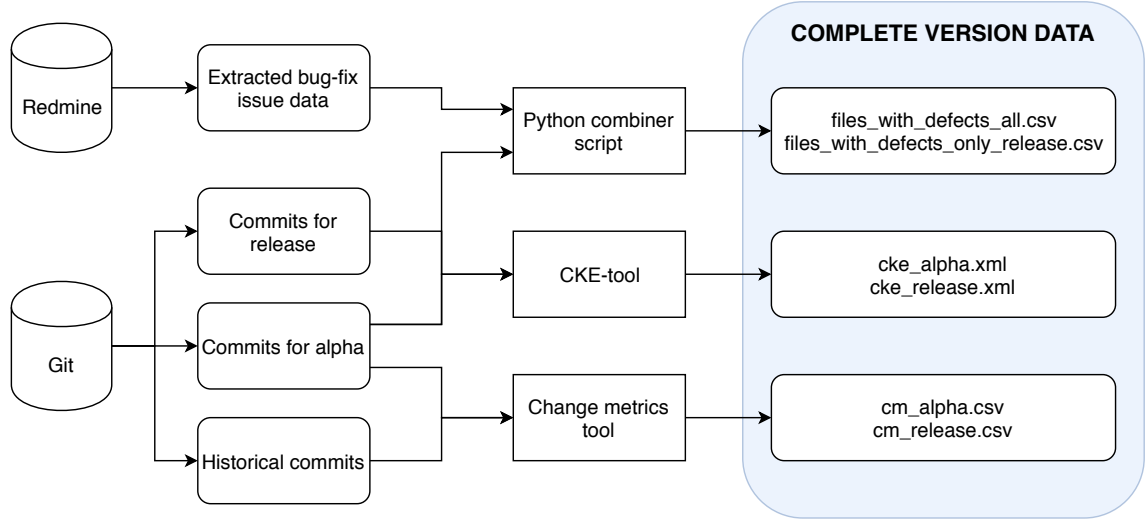 COMPLETE VERSION DATA
Redmine
Extracted bug-fix
issue data
Python combiner
script
files_with_defects_all.csv
files_with_defects_only_release.csv
Commits for
release
CKE-tool
cke_alpha.xml
cke_release.xml
Git
Commits for alpha
Historical commits
Change metrics
tool
cm_alpha.csv
cm_release.csv